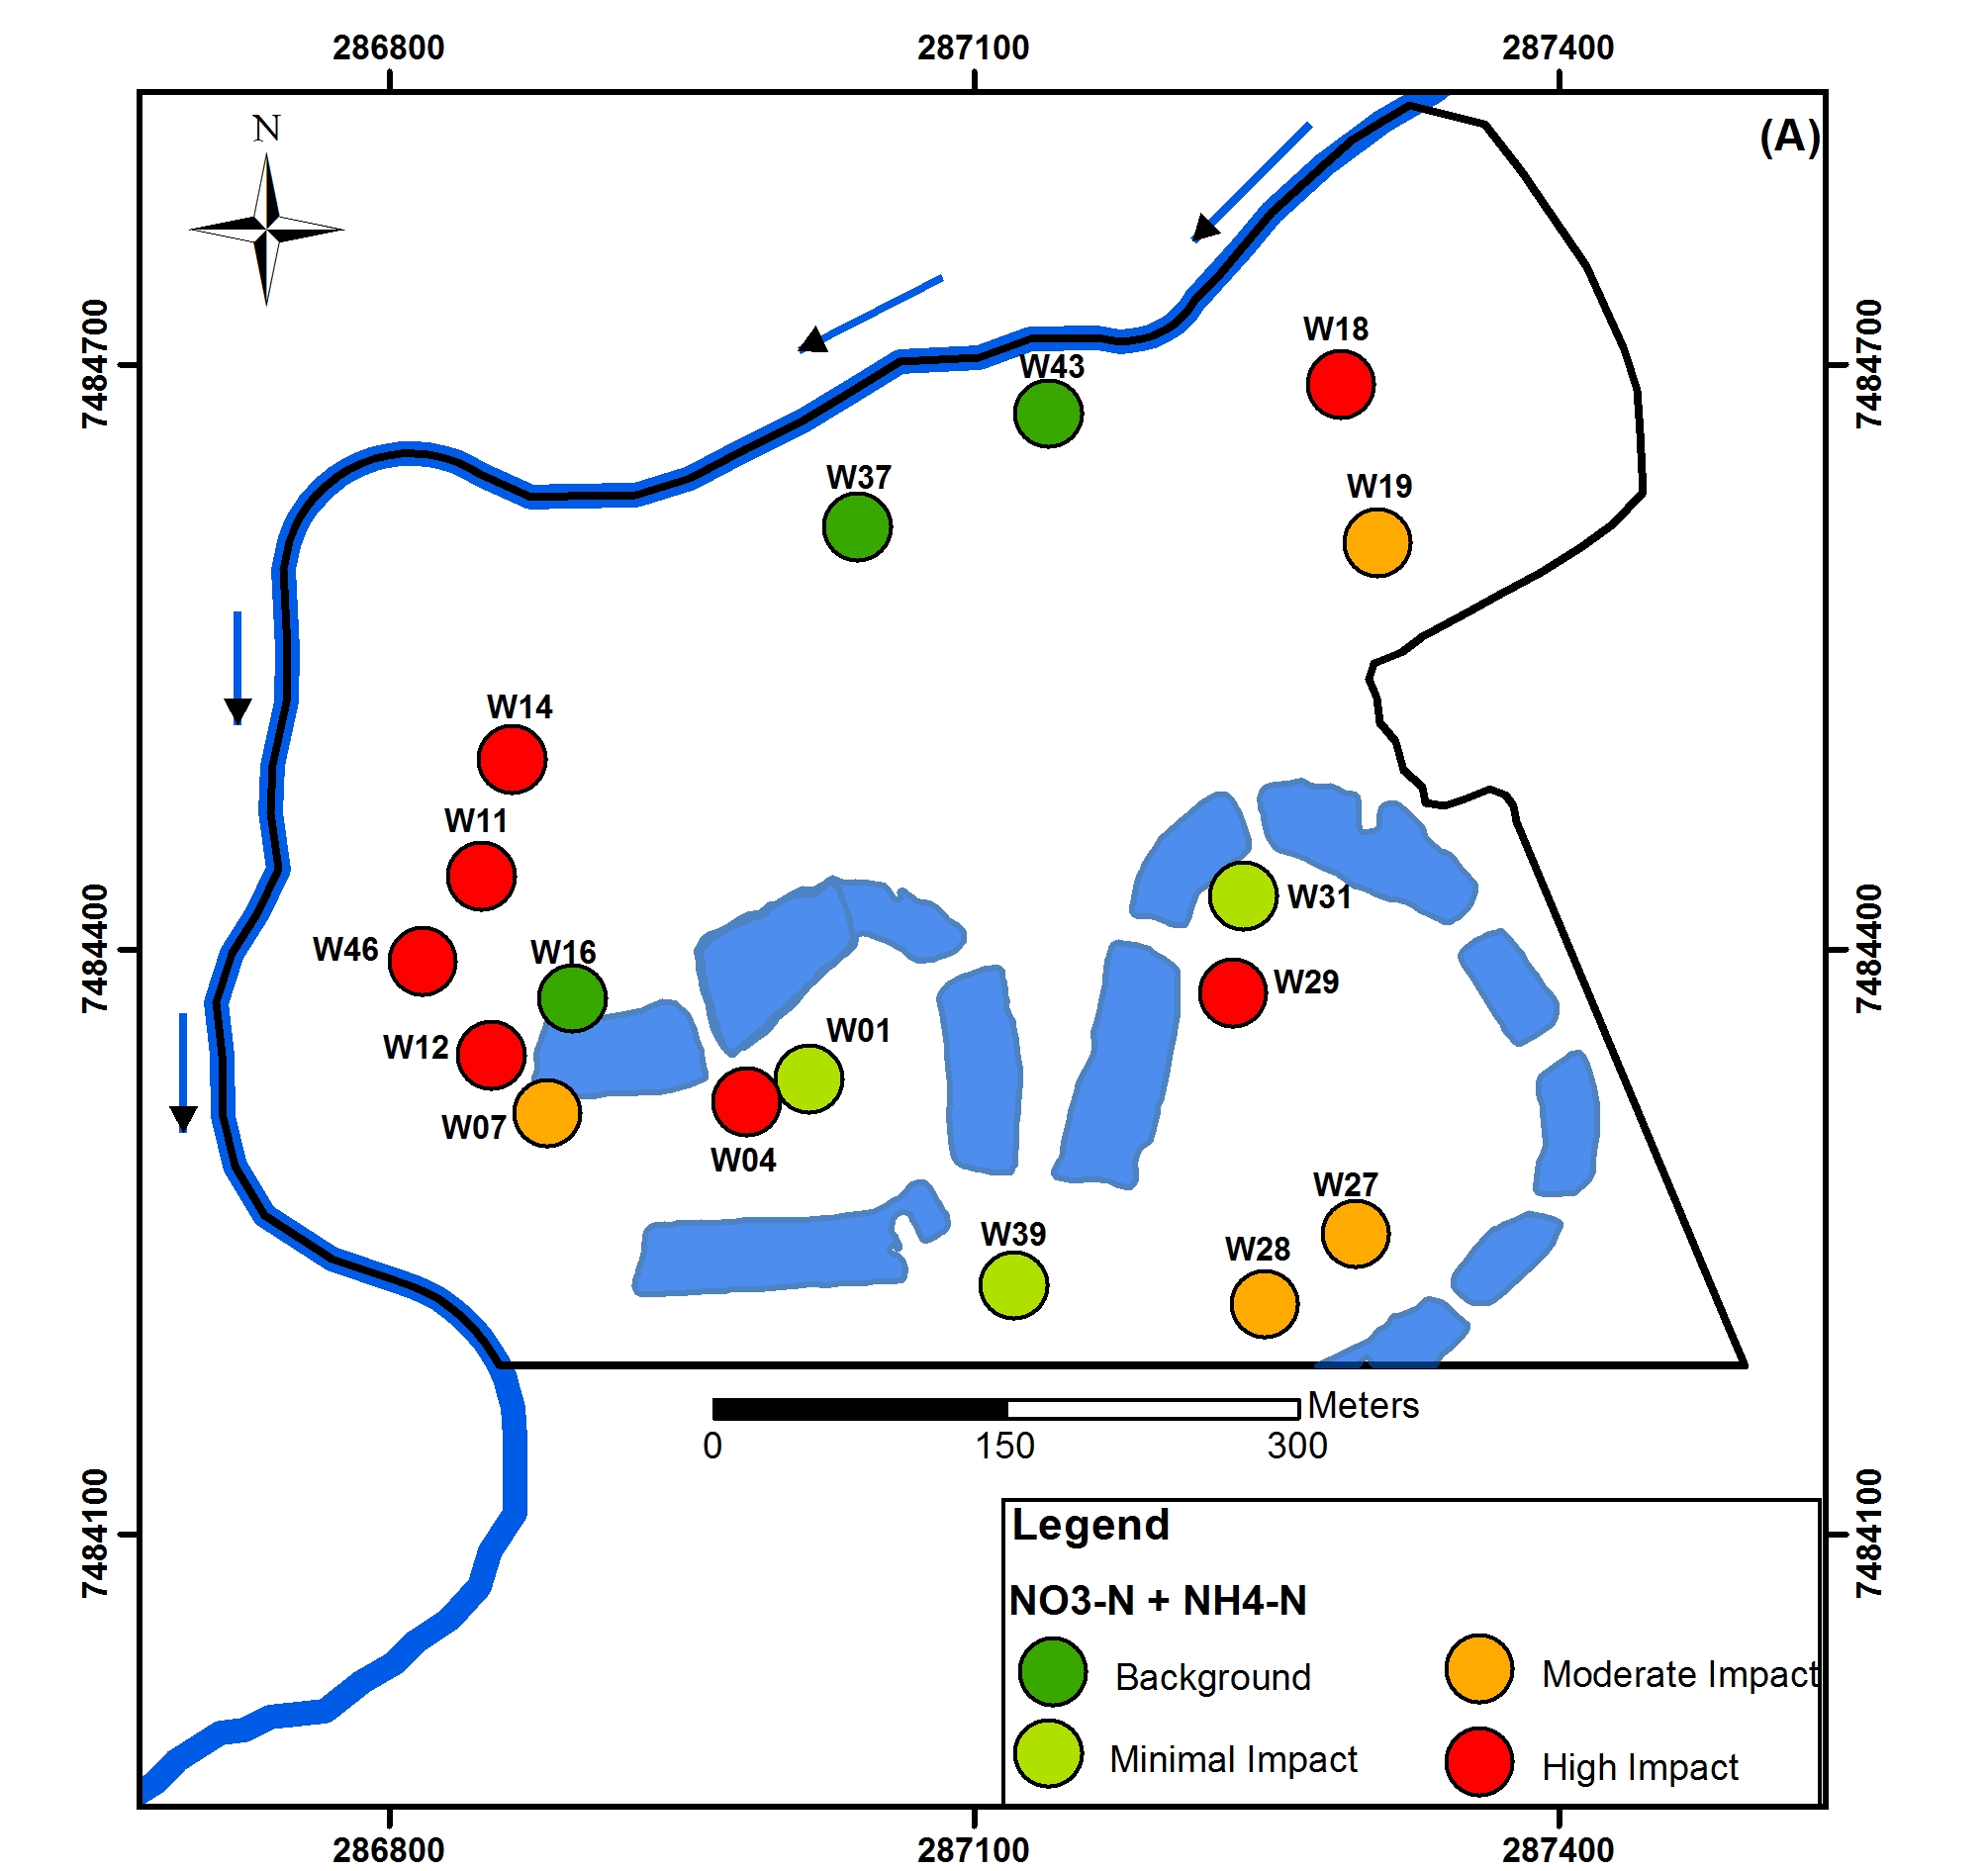 286800 287100 287400
N
(A)
7484700
7484700
W18
W43
W37
W19
W14
W11
W31
W46
W16
7484400
7484400
W29
W01
W12
W07
W04
W27
W39
W28
Meters
0 150 300
7484100
7484100
Legend
NO3-N + NH4-N
Background
Moderate Impact
Minimal Impact
High Impact
286800 287100 287400